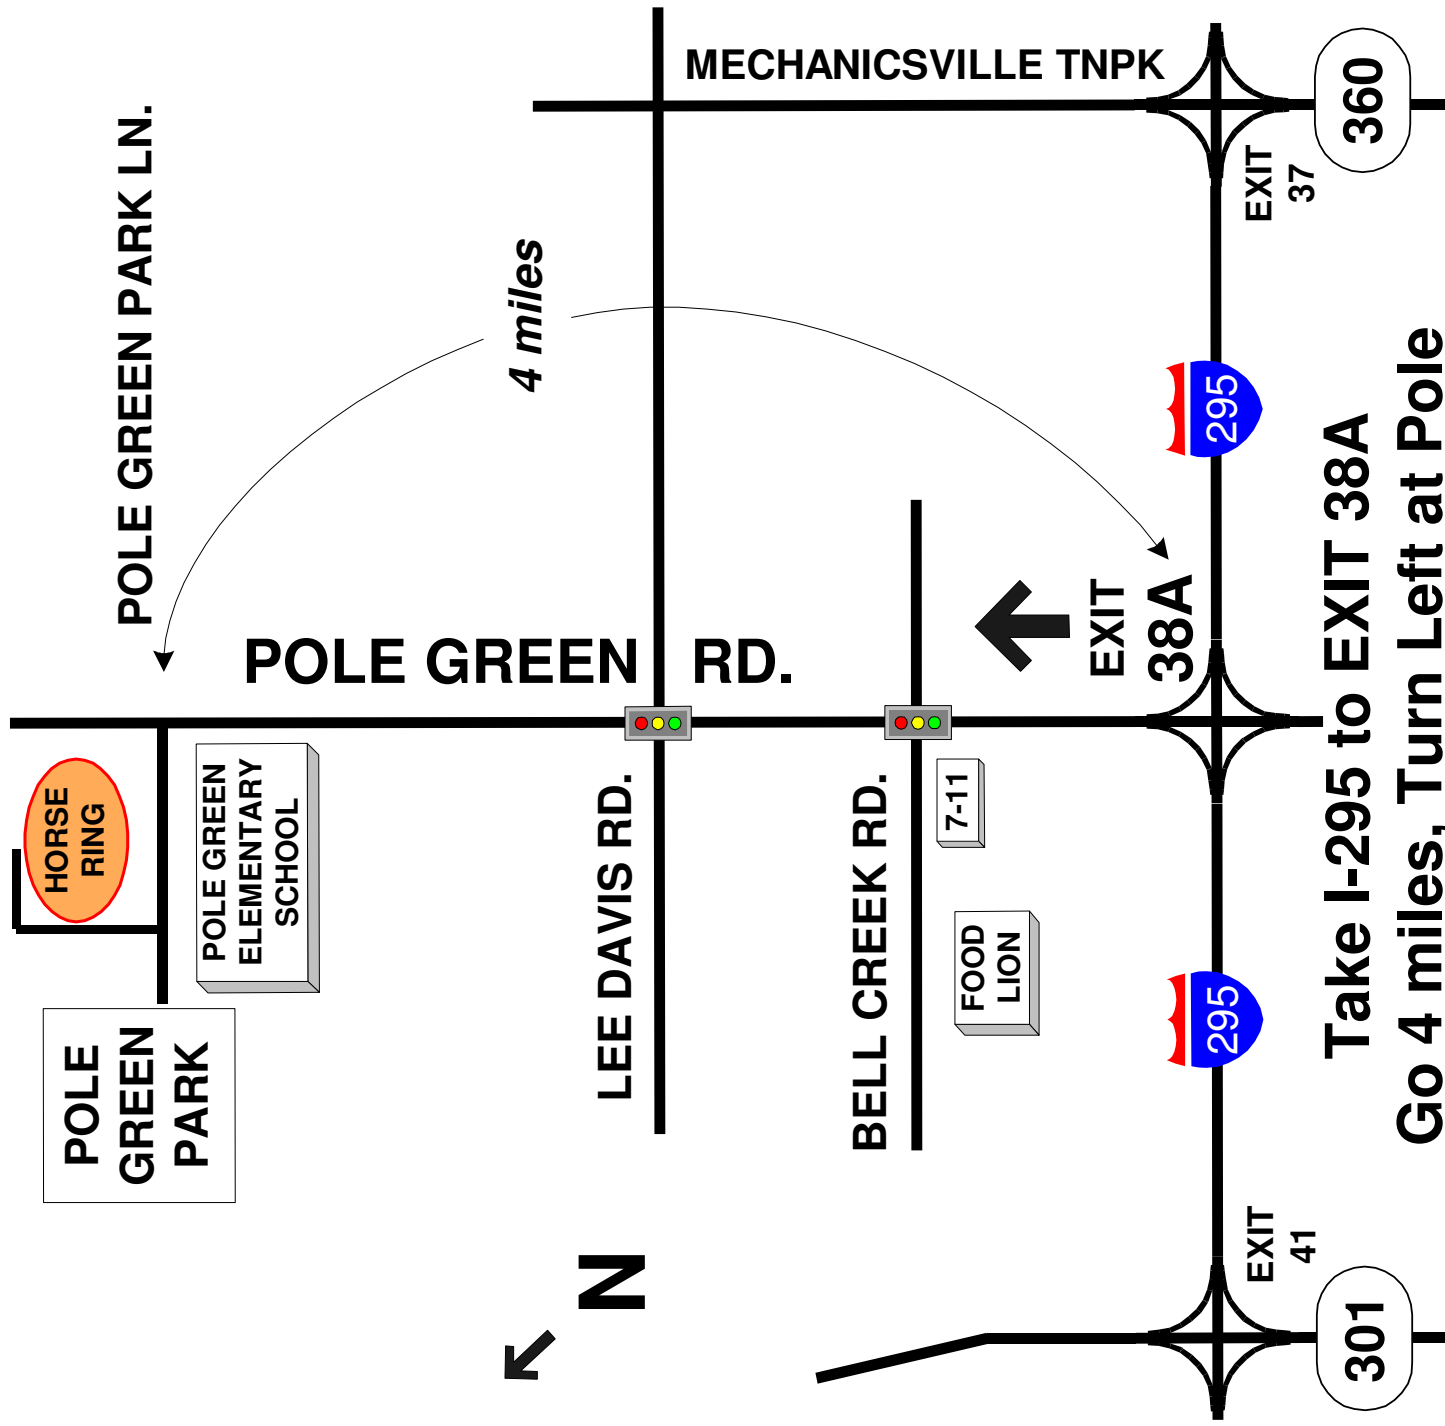 MECHANICSVILLE TNPK
360
EXIT
37
POLE GREEN PARK LN.
4 miles
295
POLE GREEN RD.
EXIT
38A
HORSE
RING
POLE GREEN
ELEMENTARY
SCHOOL
LEE DAVIS RD.
BELL CREEK RD.
7-11
FOOD
LION
295
POLE
GREEN
PARK
N
EXIT
41
301
Take I-295 to EXIT 38A
Go 4 miles, Turn Left at Pole